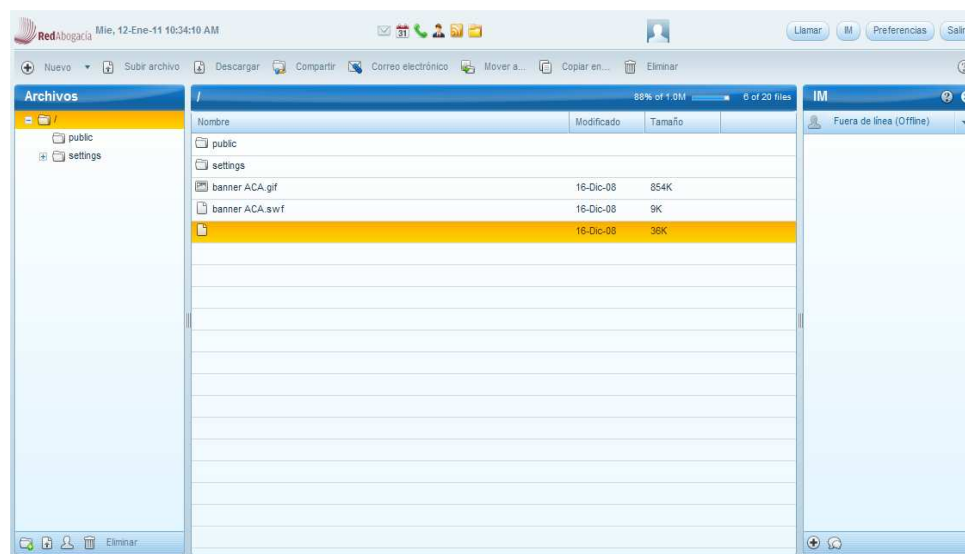 RedAbogacía Mie, 12-Ene-11 10:34:10 AM 31 Llamar IM Preferencias Salir
Nuevo Subir archivo Descargar Compartir Correo electrónico Mover a... Copiar en... Eliminar
Archivos / 88% of 1.0M 6 of 20 files IM
/ Nombre Modificado Tamaño Fuera de línea (Offline)
public public
settings settings
banner ACA.gif 16-Dic-08 854K
banner ACA.swf 16-Dic-08 9K
16-Dic-08 36K
Eliminar